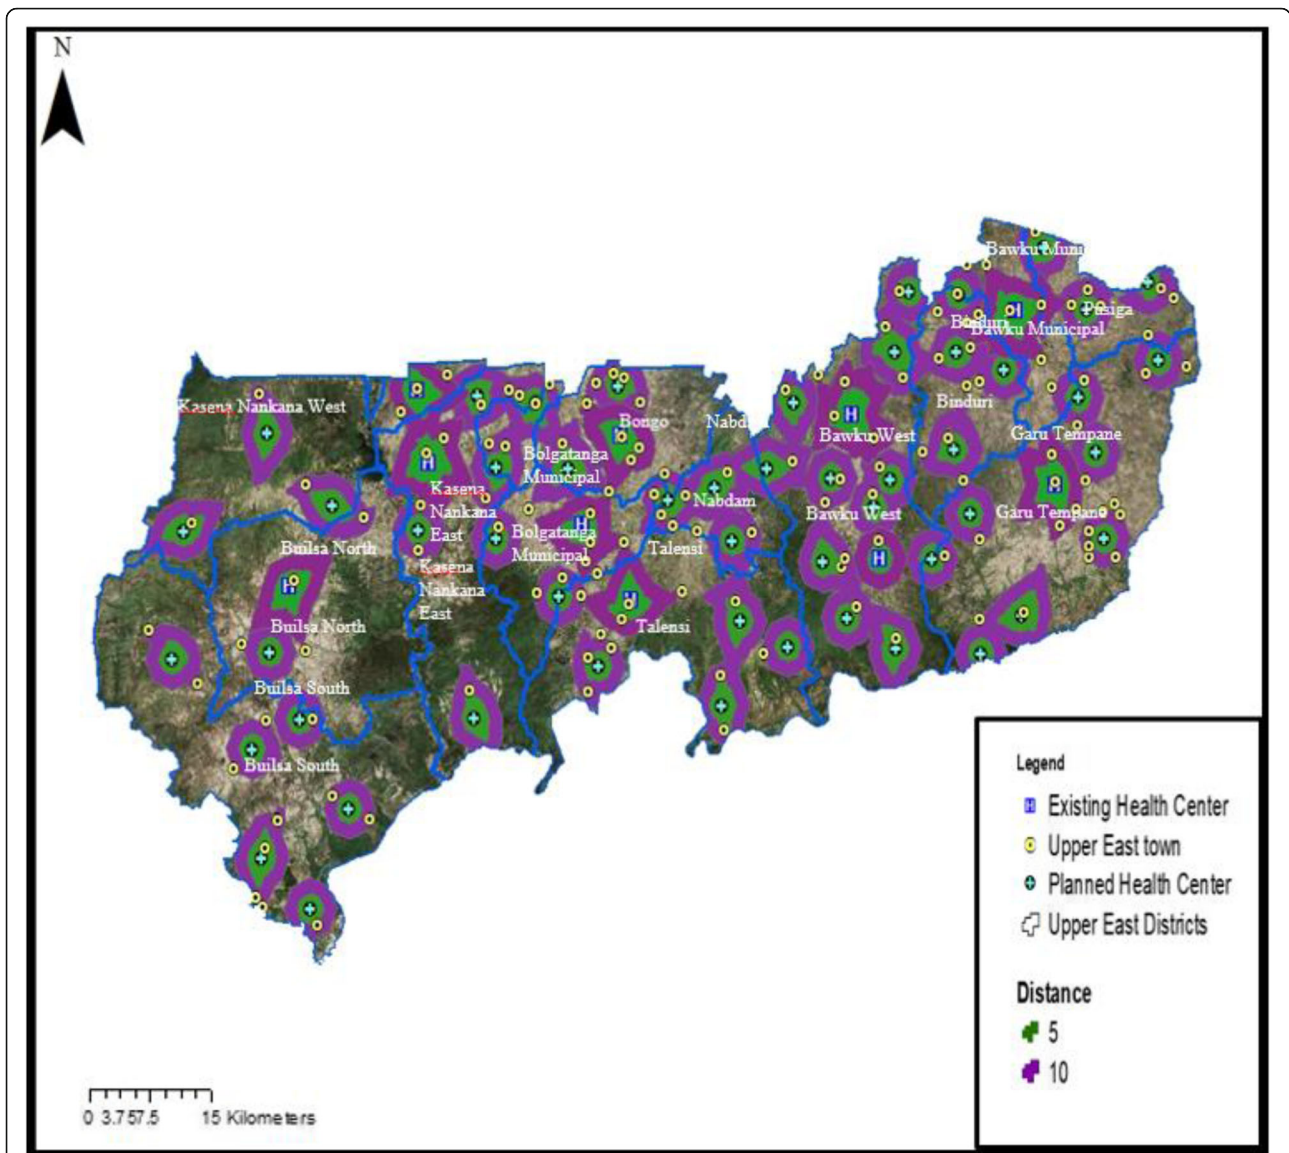 N
Bawku Muni
Pusiga
Binduri
Bawku Municipal
Kasena Nankana West
Binduri
Bongo
Nabd
Bawku West
Garu Tempane
Bolgatanga
Municipal
Kasena
Nankana
East
Nabdam
Bawku West
Garu Tempane
Bolgatanga
Municipal
Talensi
Builsa North
Kasena
Nankana
East
Builsa North
Talensi
Builsa South
Builsa South
Legend
H Existing Health Center
Upper East town
Planned Health Center
Upper East Districts
Distance
5
10
0 3.757.5 15 Kilometers